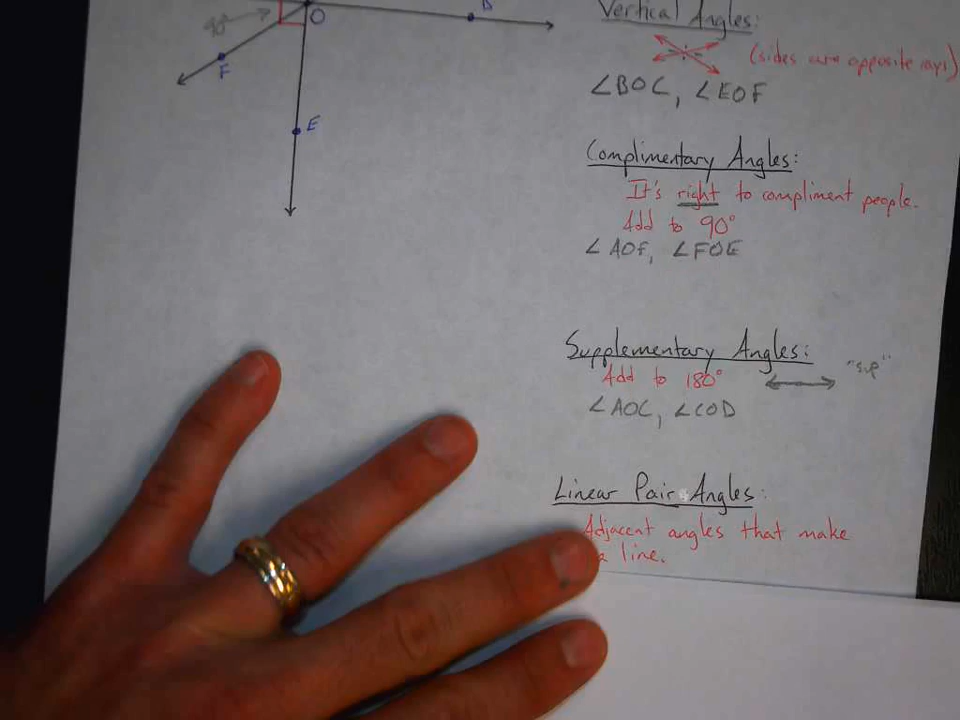 Vertical Angles:
(sides are opposite rays)
∠BOC, ∠EOF
Complimentary Angles:
It's right to compliment people.
Add to 90°
∠AOF, ∠FOE
Supplementary Angles:
Add to 180°
"sup"
∠AOC, ∠COD
Linear Pair Angles:
Adjacent angles that make
a line.
90°
O
B
F
E